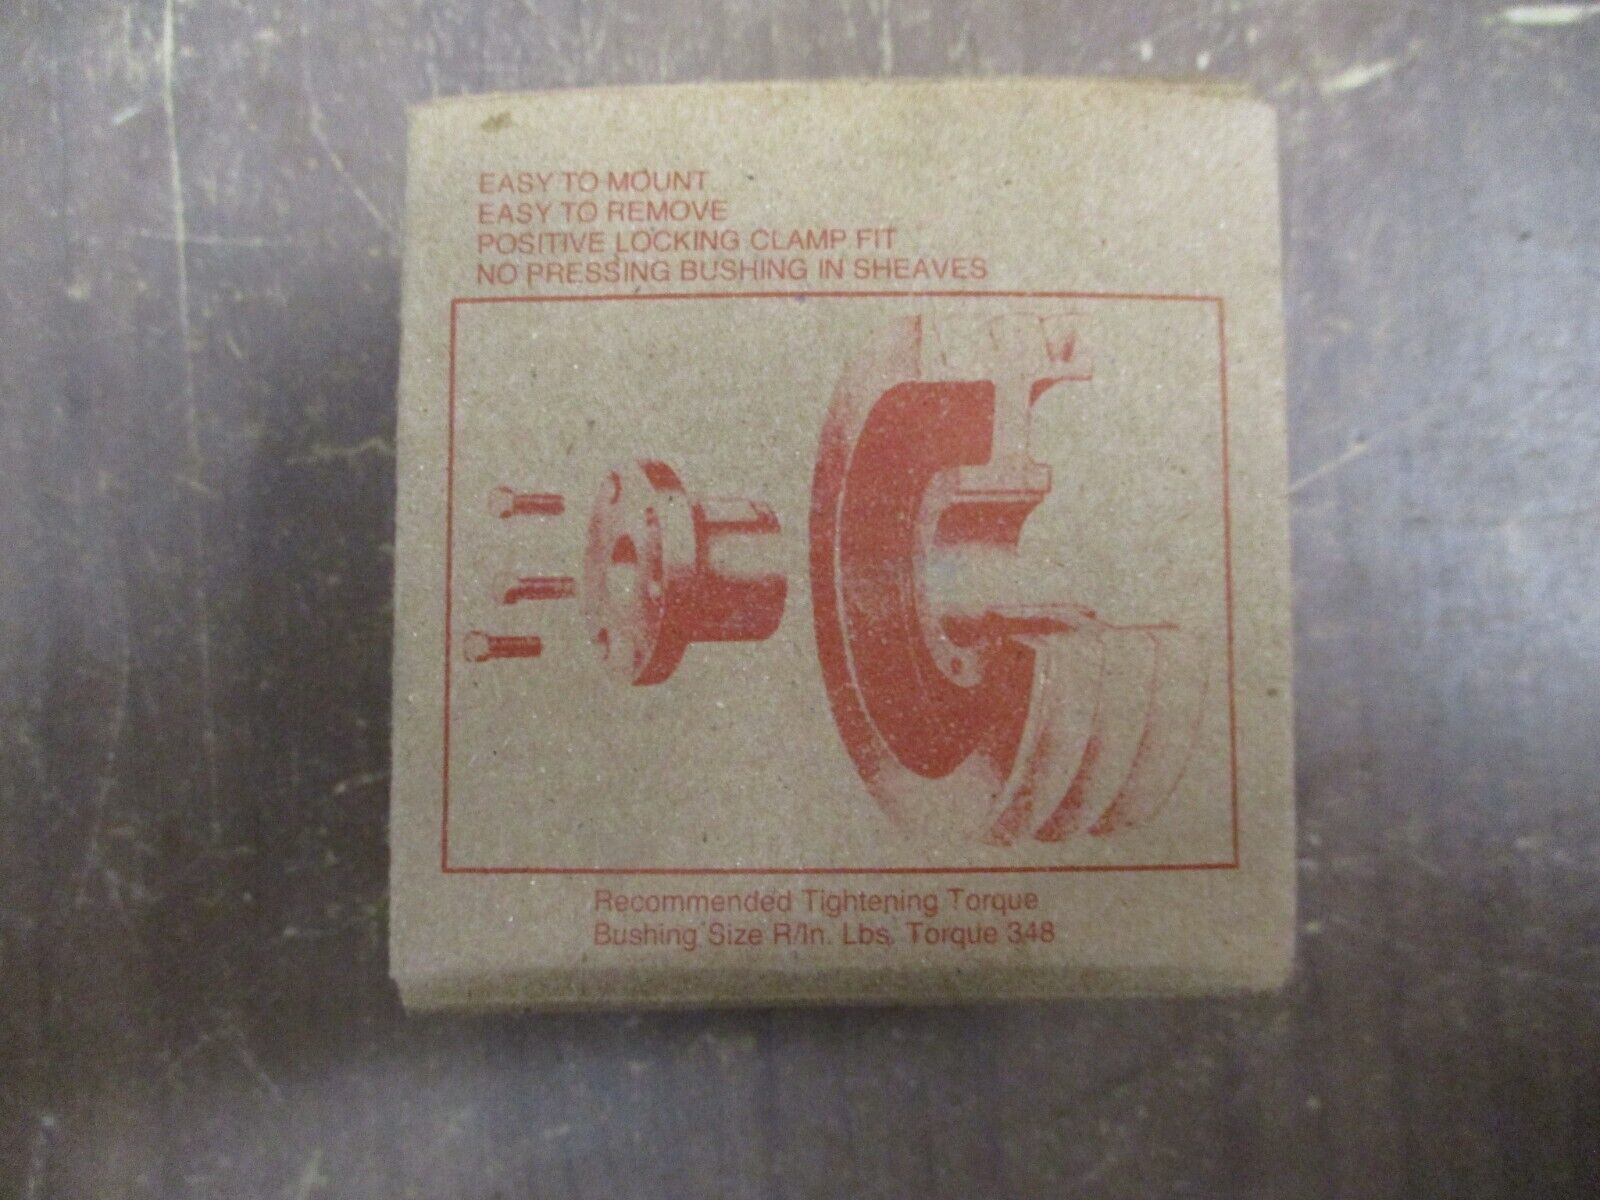 EASY TO MOUNT
EASY TO REMOVE
POSITIVE LOCKING CLAMP FIT
NO PRESSING BUSHING IN SHEAVES
Recommended Tightening Torque
Bushing Size R/In. Lbs. Torque 348